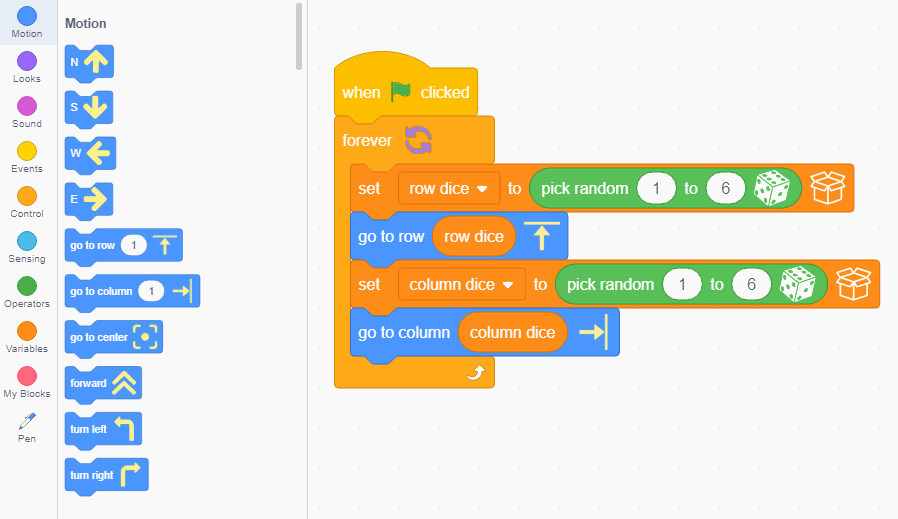 Motion
Looks
Sound
Events
Control
Sensing
Operators
Variables
My Blocks
Pen
Motion
N
S
W
E
go to row 1
go to column 1
go to center
forward
turn left
turn right
when clicked
forever
set row dice to pick random 1 to 6
go to row row dice
set column dice to pick random 1 to 6
go to column column dice